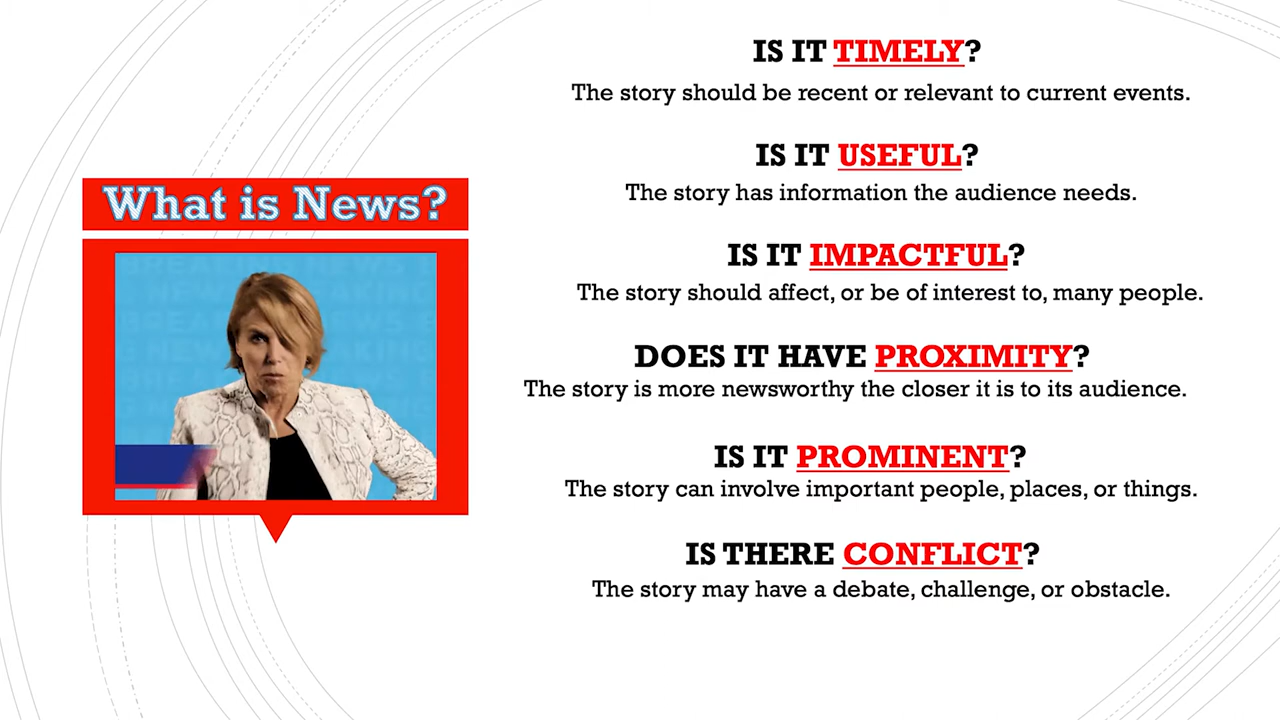 What is News?
IS IT TIMELY?
The story should be recent or relevant to current events.
IS IT USEFUL?
The story has information the audience needs.
IS IT IMPACTFUL?
The story should affect, or be of interest to, many people.
DOES IT HAVE PROXIMITY?
The story is more newsworthy the closer it is to its audience.
IS IT PROMINENT?
The story can involve important people, places, or things.
IS THERE CONFLICT?
The story may have a debate, challenge, or obstacle.